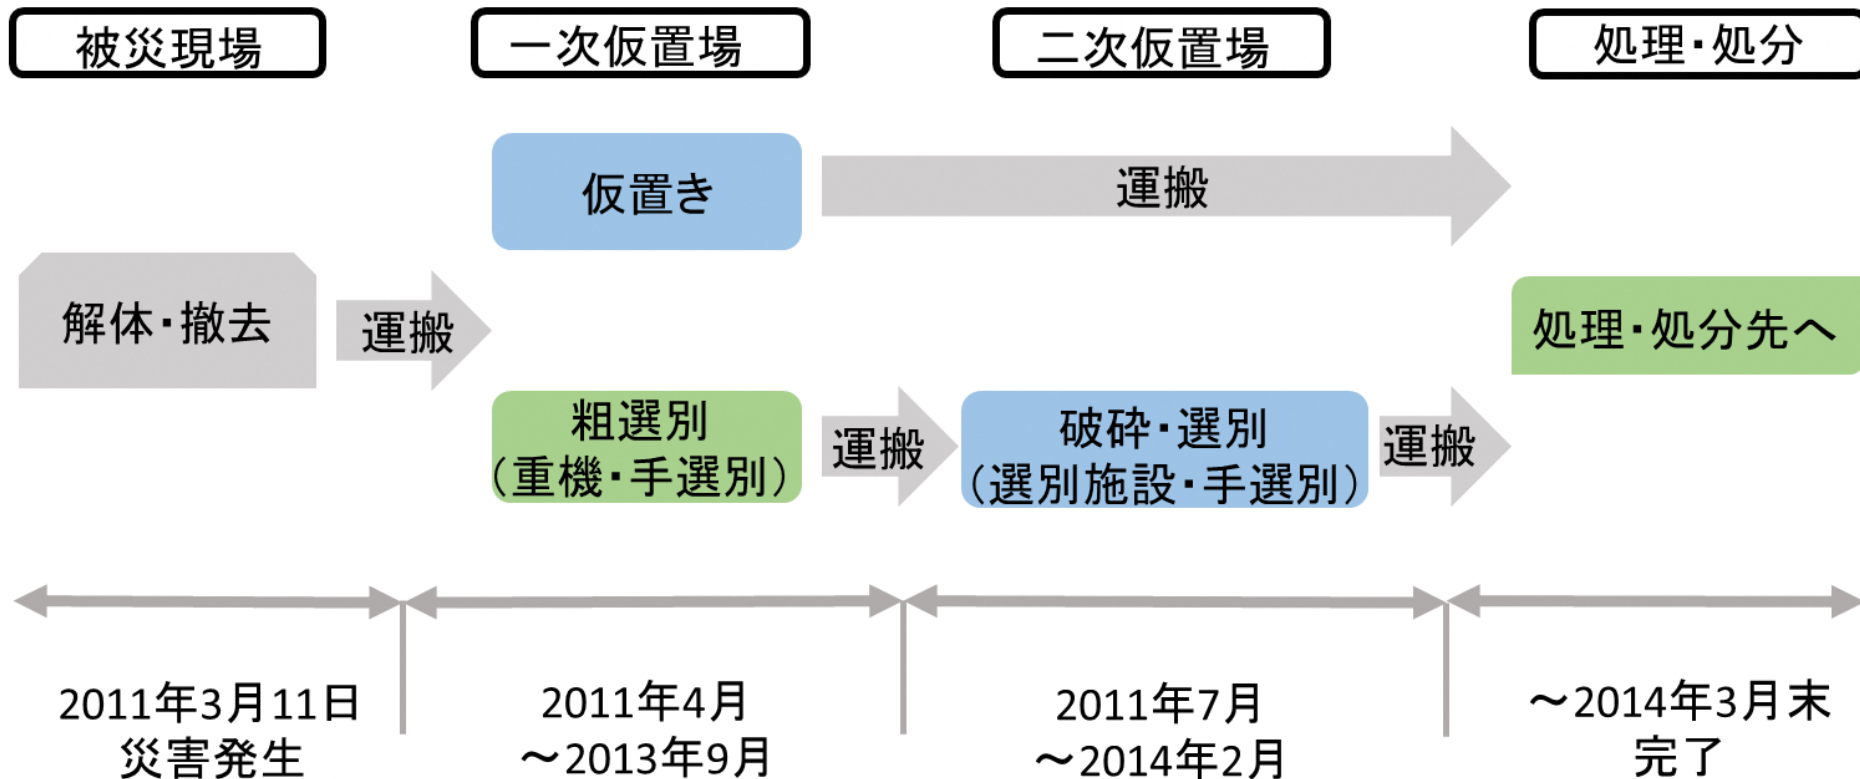 被災現場
一次仮置場
二次仮置場
処理・処分
仮置き
運搬
解体・撤去
運搬
処理・処分先へ
粗選別
（重機・手選別）
運搬
破砕・選別
（選別施設・手選別）
運搬
2011年3月11日
災害発生
2011年4月
～2013年9月
2011年7月
～2014年2月
～2014年3月末
完了